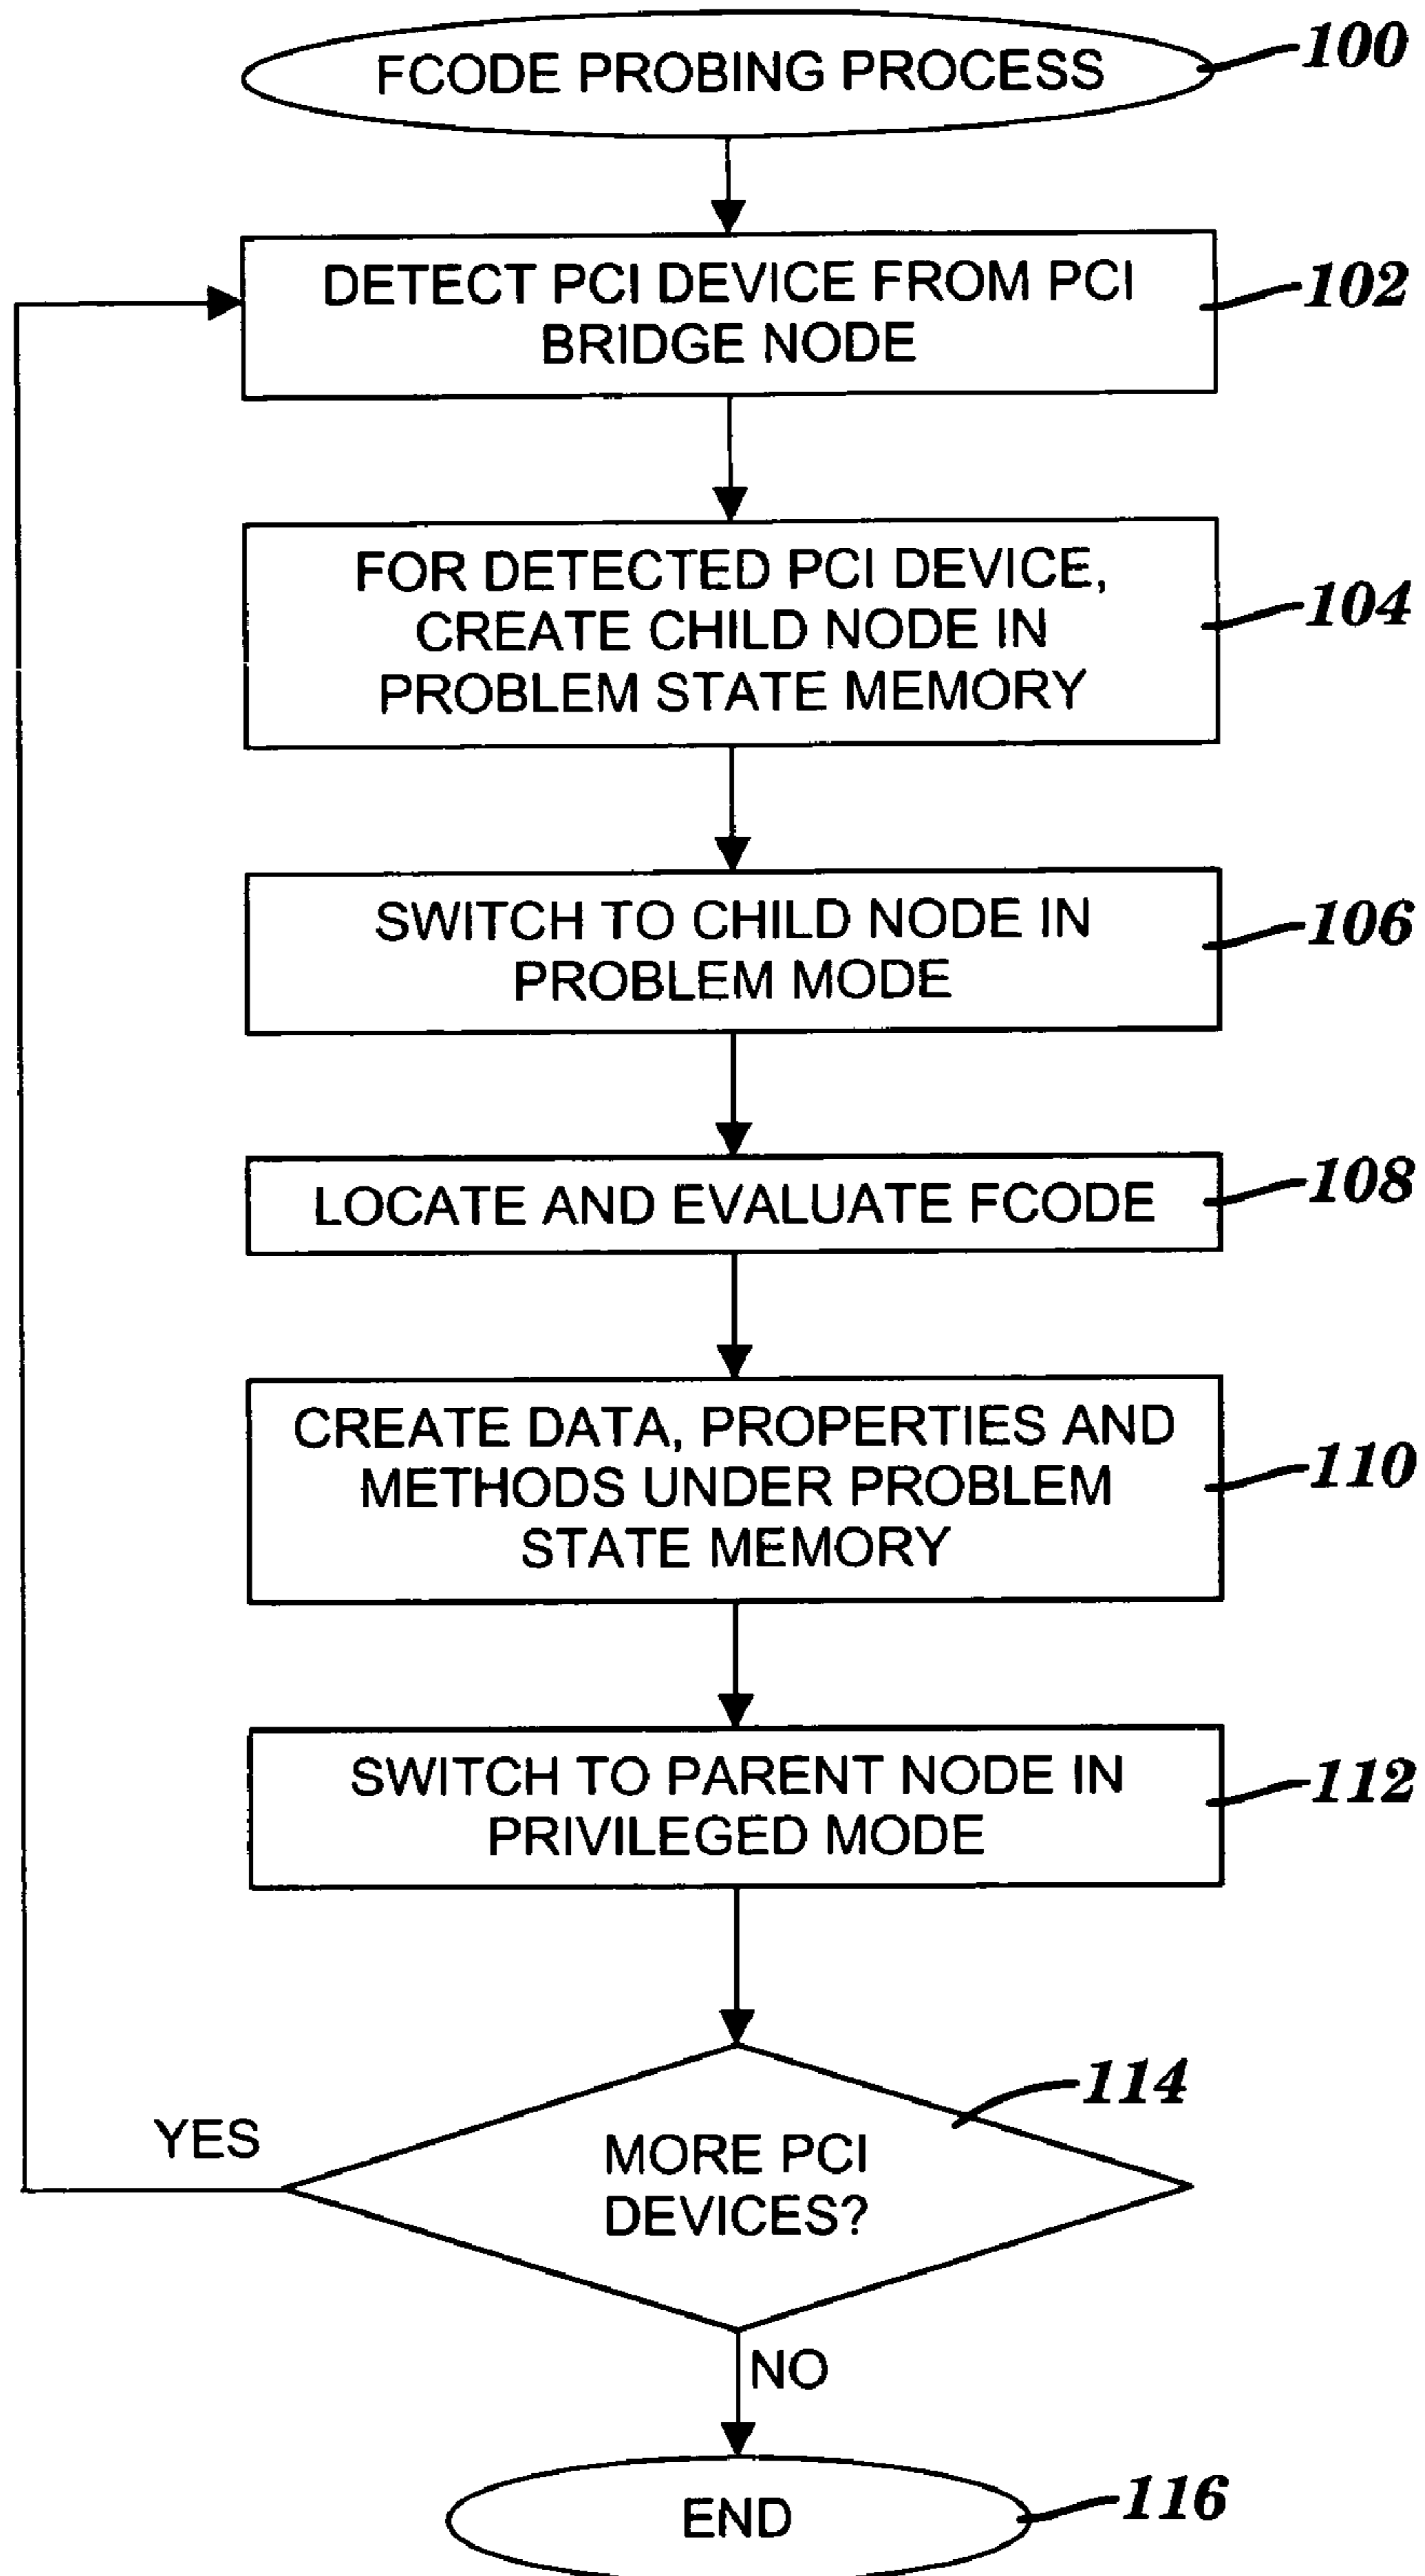 FCODE PROBING PROCESS
100
DETECT PCI DEVICE FROM PCI
BRIDGE NODE
102
FOR DETECTED PCI DEVICE,
CREATE CHILD NODE IN
PROBLEM STATE MEMORY
104
SWITCH TO CHILD NODE IN
PROBLEM MODE
106
LOCATE AND EVALUATE FCODE
108
CREATE DATA, PROPERTIES AND
METHODS UNDER PROBLEM
STATE MEMORY
110
SWITCH TO PARENT NODE IN
PRIVILEGED MODE
112
114
YES
MORE PCI
DEVICES?
NO
END
116